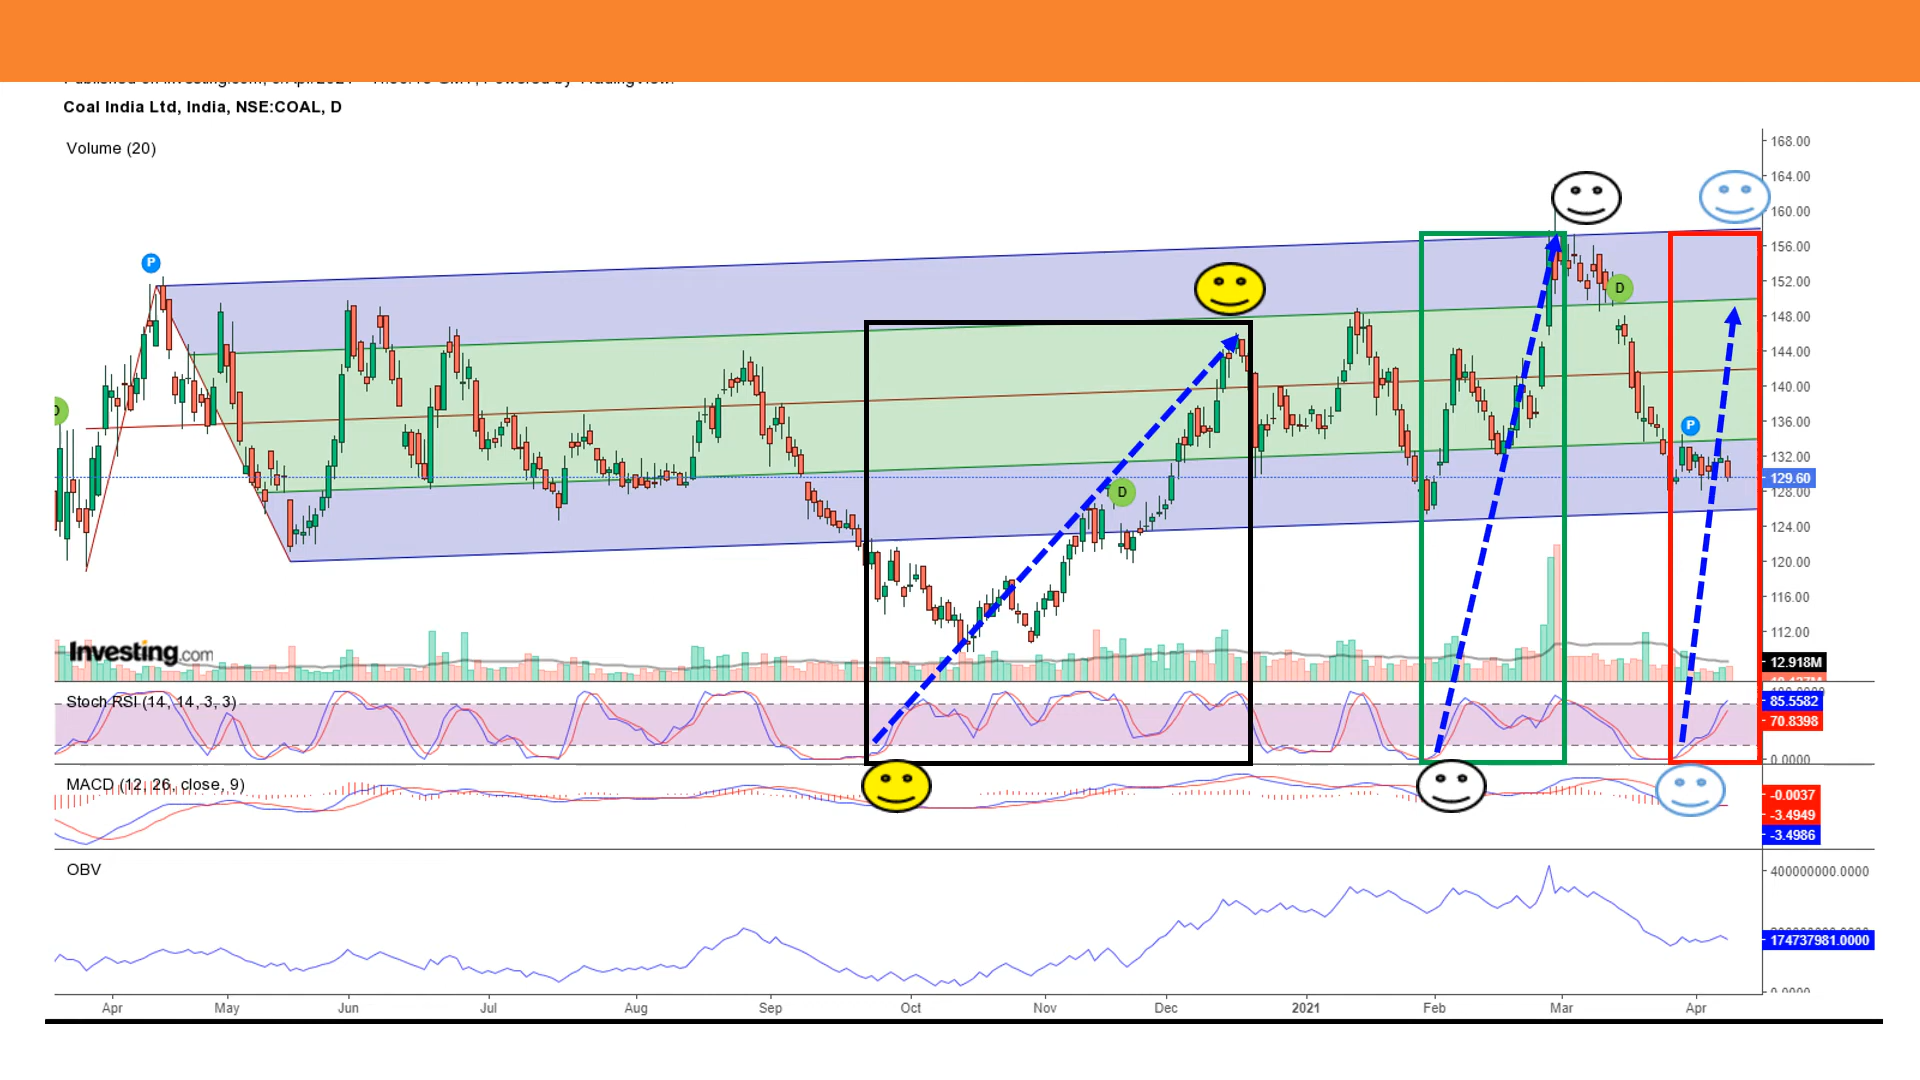 Coal India Ltd, India, NSE:COAL, D
Volume (20)
168.00
164.00
160.00
156.00
152.00
148.00
144.00
140.00
136.00
132.00
129.60
128.00
124.00
120.00
116.00
112.00
P
D
D
P
D
Investing.com
12.918M
Stoch RSI (14, 14, 3, 3)
85.5582
70.8398
0.0000
MACD (12, 26, close, 9)
-0.0037
-3.4949
-3.4986
OBV
400000000.0000
174737981.0000
Apr May Jun Jul Aug Sep Oct Nov Dec 2021 Feb Mar Apr